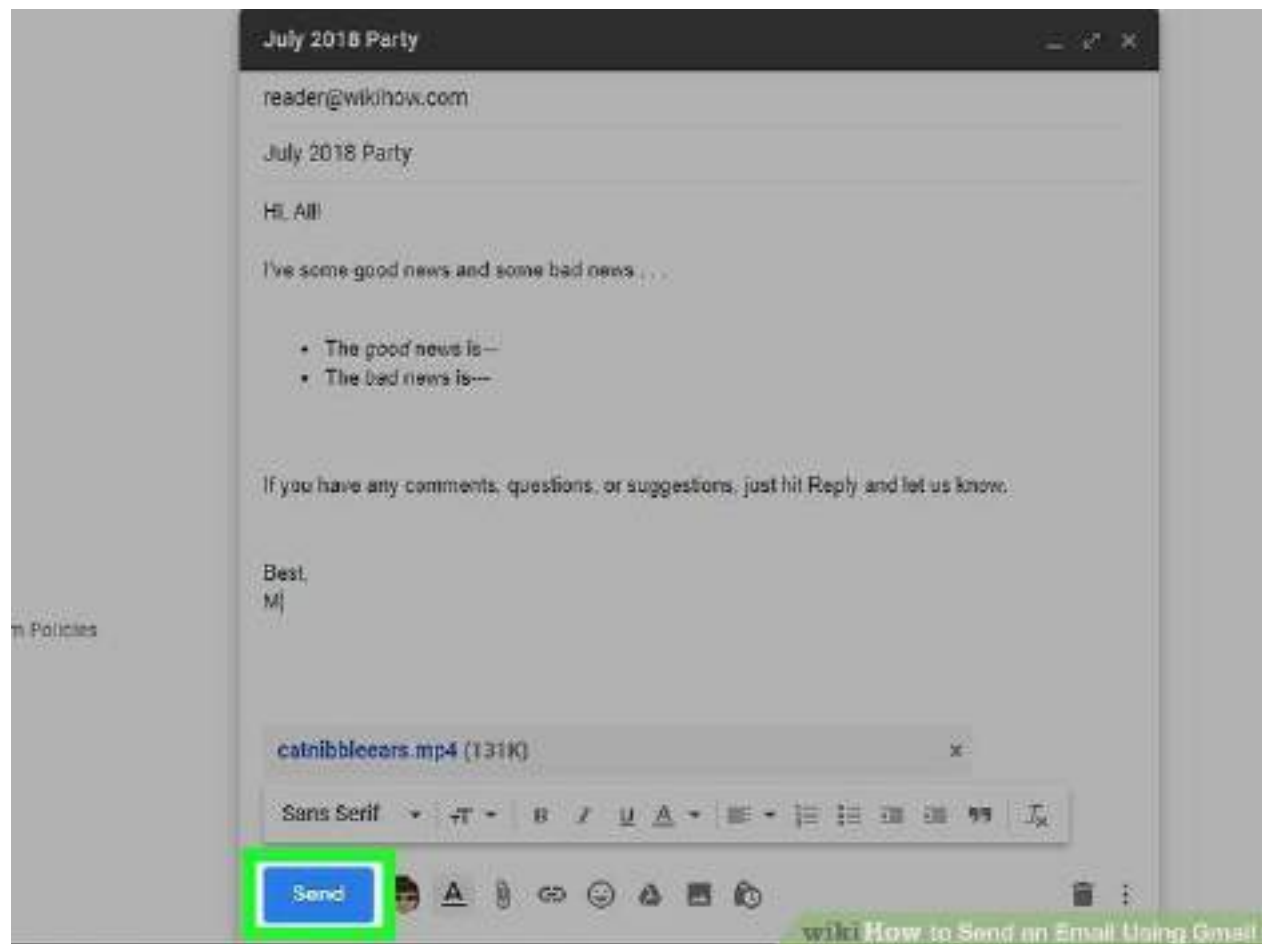 July 2018 Party
reader@wikihow.com
July 2018 Party
Hi, All!
I've some good news and some bad news . . .
• The good news is---
• The bad news is---
If you have any comments, questions, or suggestions, just hit Reply and let us know.
Best,
M
m Policies
catnibbleears.mp4 (131K)
Sans Serif
Send
wikiHow to Send an Email Using Gmail